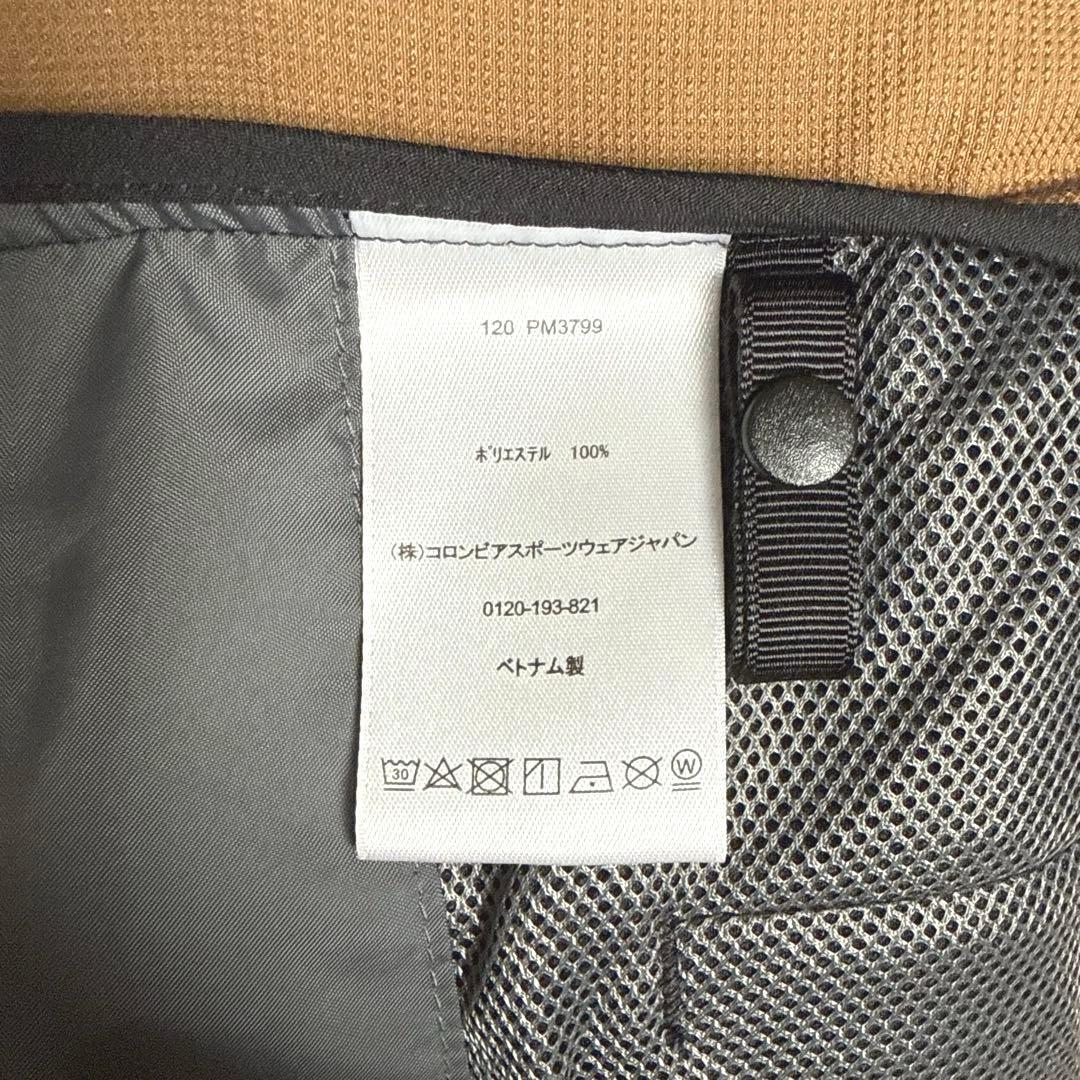 120 PM3799
ポリエステル 100%
(株)コロンビアスポーツウェアジャパン
0120-193-821
ベトナム製
30 W